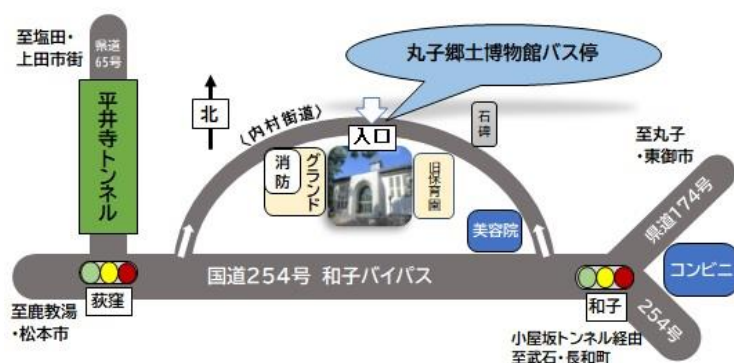 至塩田・
上田市街
県道
65号
平井寺トンネル
北
〈内村街道〉
丸子郷土博物館バス停
入口
石碑
消防
グランド
旧保育園
美容院
至丸子
・東御市
県道174号
コンビニ
国道254号 和子バイパス
荻窪
至鹿教湯
・松本市
和子
254号
小屋坂トンネル経由
至武石・長和町